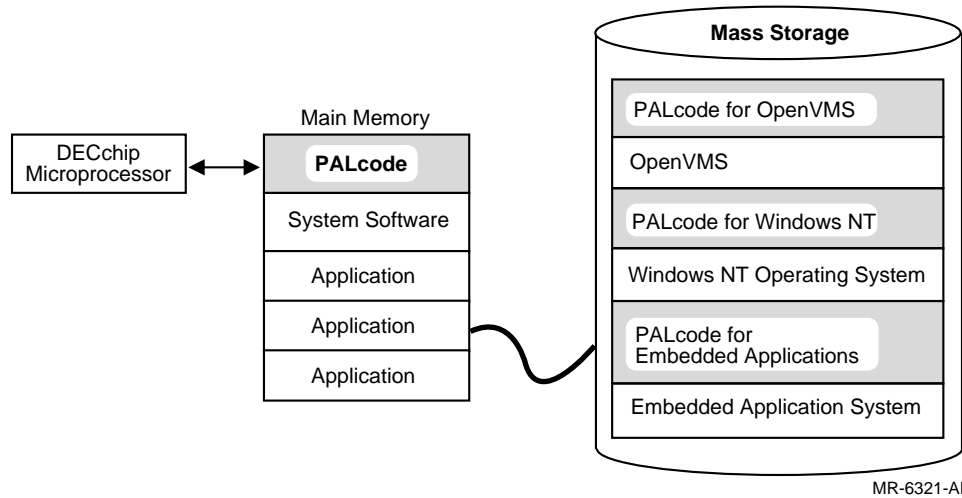 Mass Storage
Main Memory
DECchip
Microprocessor
PALcode
System Software
Application
Application
Application
PALcode for OpenVMS
OpenVMS
PALcode for Windows NT
Windows NT Operating System
PALcode for
Embedded Applications
Embedded Application System